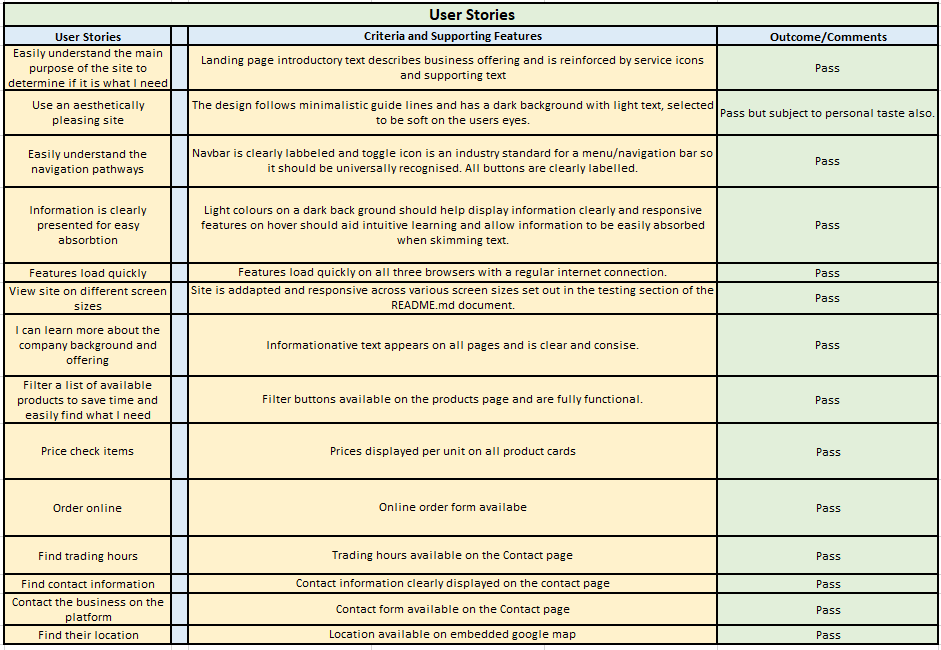 User Stories
User Stories
Criteria and Supporting Features
Outcome/Comments
Easily understand the main
purpose of the site to
determine if it is what I need
Landing page introductory text describes business offering and is reinforced by service icons
and supporting text
Pass
Use an aesthetically
pleasing site
The design follows minimalistic guide lines and has a dark background with light text, selected
to be soft on the users eyes.
Pass but subject to personal taste also.
Easily understand the
navigation pathways
Navbar is clearly labbeled and toggle icon is an industry standard for a menu/navigation bar so
it should be universally recognised. All buttons are clearly labelled.
Pass
Information is clearly
presented for easy
absorbtion
Light colours on a dark back ground should help display information clearly and responsive
features on hover should aid intuitive learning and allow information to be easily absorbed
when skimming text.
Pass
Features load quickly
Features load quickly on all three browsers with a regular internet connection.
Pass
View site on different screen
sizes
Site is addapted and responsive across various screen sizes set out in the testing section of the
README.md document.
Pass
I can learn more about the
company background and
offering
Informationative text appears on all pages and is clear and consise.
Pass
Filter a list of available
products to save time and
easily find what I need
Filter buttons available on the products page and are fully functional.
Pass
Price check items
Prices displayed per unit on all product cards
Pass
Order online
Online order form availabe
Pass
Find trading hours
Trading hours available on the Contact page
Pass
Find contact information
Contact information clearly displayed on the contact page
Pass
Contact the business on the
platform
Contact form available on the Contact page
Pass
Find their location
Location available on embedded google map
Pass